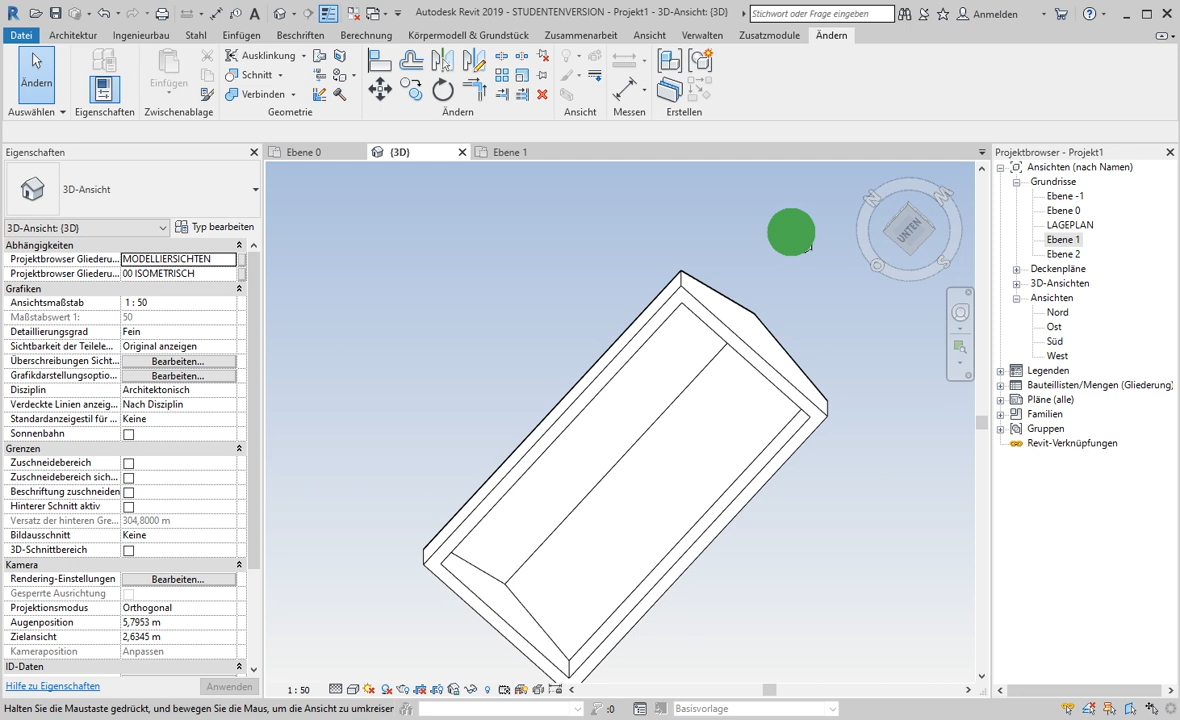 Autodesk Revit 2019 - STUDENTENVERSION - Projekt1 - 3D-Ansicht: {3D}
Stichwort oder Frage eingeben
Anmelden
Datei Architektur Ingenieurbau Stahl Einfügen Beschriften Berechnung Körpermodell & Grundstück Zusammenarbeit Ansicht Verwalten Zusatzmodule Ändern
Ändern
Einfügen
Ausklinkung
Schnitt
Verbinden
Auswählen Eigenschaften Zwischenablage Geometrie Ändern Ansicht Messen Erstellen
Eigenschaften
3D-Ansicht
3D-Ansicht: {3D} Typ bearbeiten
Abhängigkeiten
Projektbrowser Gliederu... MODELLIERSICHTEN
Projektbrowser Gliederu... 00 ISOMETRISCH
Grafiken
Ansichtsmaßstab 1 : 50
Maßstabswert 1: 50
Detaillierungsgrad Fein
Sichtbarkeit der Teilele... Original anzeigen
Überschreibungen Sicht... Bearbeiten...
Grafikdarstellungsoptio... Bearbeiten...
Disziplin Architektonisch
Verdeckte Linien anzeig... Nach Disziplin
Standardanzeigestil für ... Keine
Sonnenbahn
Grenzen
Zuschneidebereich
Zuschneidebereich sich...
Beschriftung zuschneiden
Hinterer Schnitt aktiv
Versatz der hinteren Gre... 304,8000 m
Bildausschnitt Keine
3D-Schnittbereich
Kamera
Rendering-Einstellungen Bearbeiten...
Gesperrte Ausrichtung
Projektionsmodus Orthogonal
Augenposition 5,7953 m
Zielansicht 2,6345 m
Kameraposition Anpassen
ID-Daten
Hilfe zu Eigenschaften Anwenden
Ebene 0 {3D} Ebene 1
N
O
S
UNTEN
1 : 50
Projektbrowser - Projekt1
Ansichten (nach Namen)
Grundrisse
Ebene -1
Ebene 0
LAGEPLAN
Ebene 1
Ebene 2
Deckenpläne
3D-Ansichten
Ansichten
Nord
Ost
Süd
West
Legenden
Bauteillisten/Mengen (Gliederung)
Pläne (alle)
Familien
Gruppen
Revit-Verknüpfungen
Halten Sie die Maustaste gedrückt, und bewegen Sie die Maus, um die Ansicht zu umkreiser
:0
Basisvorlage